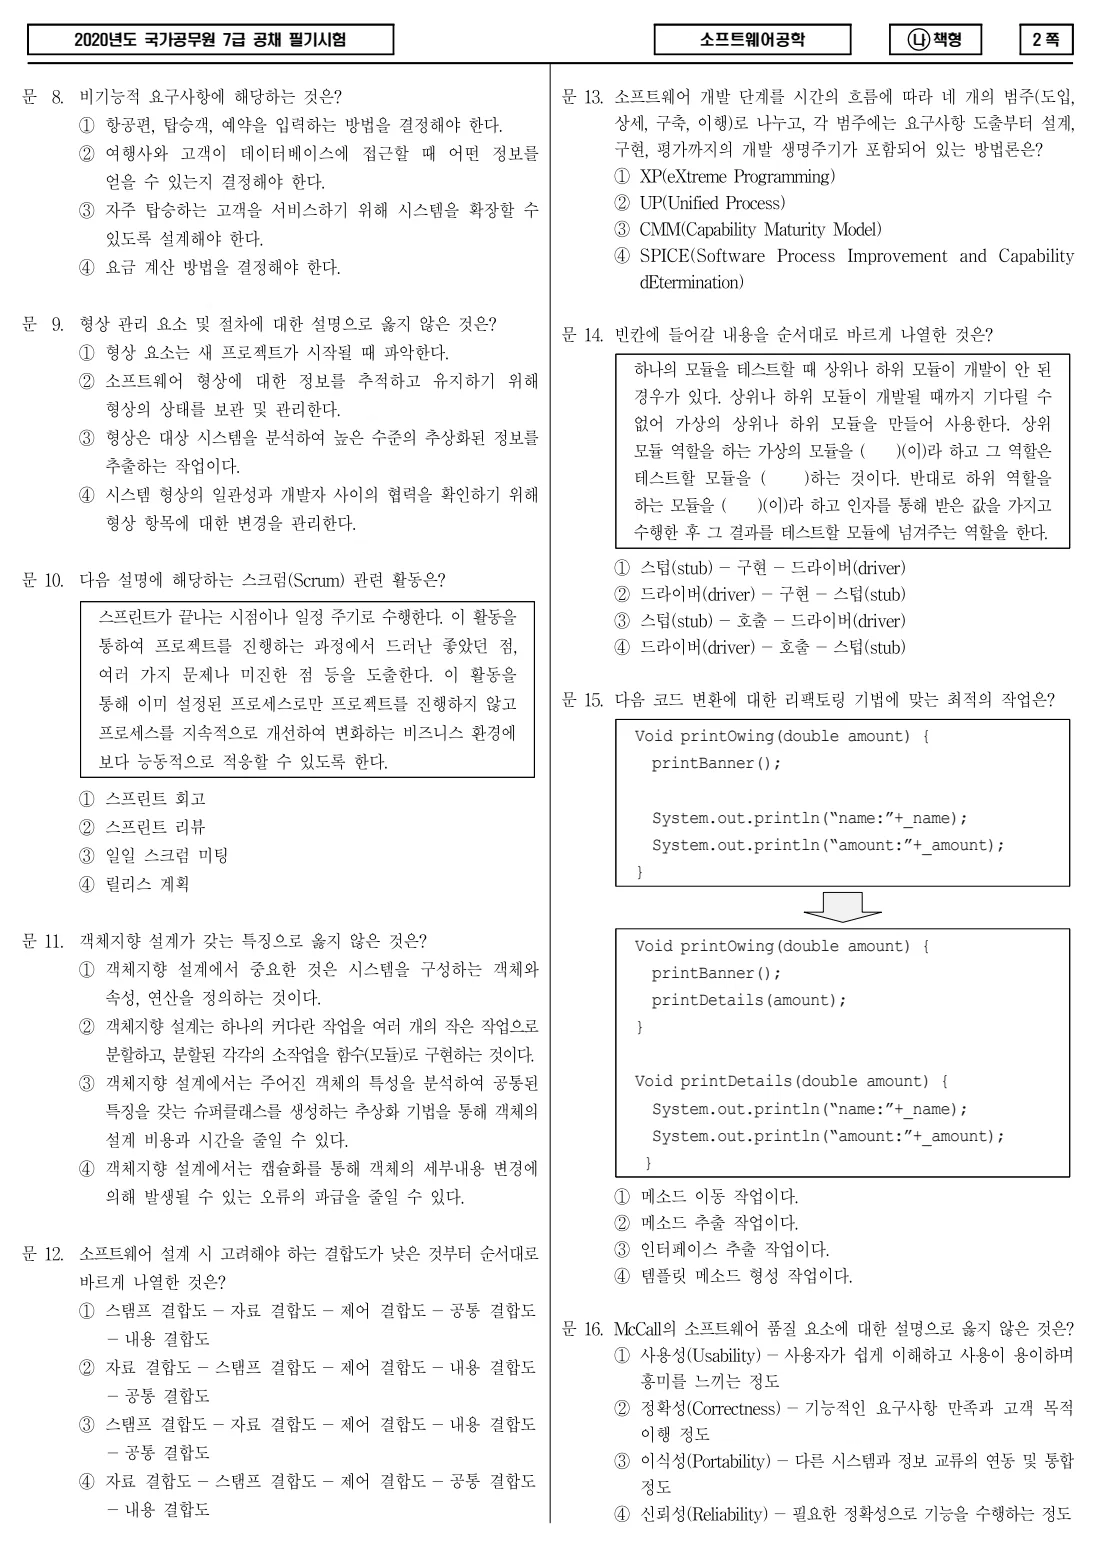 2020년도 국가공무원 7급 공채 필기시험
소프트웨어공학
㉯ 책형
2 쪽
문 8. 비기능적 요구사항에 해당하는 것은?
① 항공편, 탑승객, 예약을 입력하는 방법을 결정해야 한다.
② 여행사와 고객이 데이터베이스에 접근할 때 어떤 정보를
얻을 수 있는지 결정해야 한다.
③ 자주 탑승하는 고객을 서비스하기 위해 시스템을 확장할 수
있도록 설계해야 한다.
④ 요금 계산 방법을 결정해야 한다.
문 9. 형상 관리 요소 및 절차에 대한 설명으로 옳지 않은 것은?
① 형상 요소는 새 프로젝트가 시작될 때 파악한다.
② 소프트웨어 형상에 대한 정보를 추적하고 유지하기 위해
형상의 상태를 보관 및 관리한다.
③ 형상은 대상 시스템을 분석하여 높은 수준의 추상화된 정보를
추출하는 작업이다.
④ 시스템 형상의 일관성과 개발자 사이의 협력을 확인하기 위해
형상 항목에 대한 변경을 관리한다.
문 10. 다음 설명에 해당하는 스크럼(Scrum) 관련 활동은?
스프린트가 끝나는 시점이나 일정 주기로 수행한다. 이 활동을
통하여 프로젝트를 진행하는 과정에서 드러난 좋았던 점,
여러 가지 문제나 미진한 점 등을 도출한다. 이 활동을
통해 이미 설정된 프로세스로만 프로젝트를 진행하지 않고
프로세스를 지속적으로 개선하여 변화하는 비즈니스 환경에
보다 능동적으로 적응할 수 있도록 한다.
① 스프린트 회고
② 스프린트 리뷰
③ 일일 스크럼 미팅
④ 릴리스 계획
문 11. 객체지향 설계가 갖는 특징으로 옳지 않은 것은?
① 객체지향 설계에서 중요한 것은 시스템을 구성하는 객체와
속성, 연산을 정의하는 것이다.
② 객체지향 설계는 하나의 커다란 작업을 여러 개의 작은 작업으로
분할하고, 분할된 각각의 소작업을 함수(모듈)로 구현하는 것이다.
③ 객체지향 설계에서는 주어진 객체의 특성을 분석하여 공통된
특징을 갖는 슈퍼클래스를 생성하는 추상화 기법을 통해 객체의
설계 비용과 시간을 줄일 수 있다.
④ 객체지향 설계에서는 캡슐화를 통해 객체의 세부내용 변경에
의해 발생될 수 있는 오류의 파급을 줄일 수 있다.
문 12. 소프트웨어 설계 시 고려해야 하는 결합도가 낮은 것부터 순서대로
바르게 나열한 것은?
① 스탬프 결합도 – 자료 결합도 – 제어 결합도 – 공통 결합도
– 내용 결합도
② 자료 결합도 – 스탬프 결합도 – 제어 결합도 – 내용 결합도
– 공통 결합도
③ 스탬프 결합도 – 자료 결합도 – 제어 결합도 – 내용 결합도
– 공통 결합도
④ 자료 결합도 – 스탬프 결합도 – 제어 결합도 – 공통 결합도
– 내용 결합도
문 13. 소프트웨어 개발 단계를 시간의 흐름에 따라 네 개의 범주(도입,
상세, 구축, 이행)로 나누고, 각 범주에는 요구사항 도출부터 설계,
구현, 평가까지의 개발 생명주기가 포함되어 있는 방법론은?
① XP(eXtreme Programming)
② UP(Unified Process)
③ CMM(Capability Maturity Model)
④ SPICE(Software Process Improvement and Capability
dEtermination)
문 14. 빈칸에 들어갈 내용을 순서대로 바르게 나열한 것은?
하나의 모듈을 테스트할 때 상위나 하위 모듈이 개발이 안 된
경우가 있다. 상위나 하위 모듈이 개발될 때까지 기다릴 수
없어 가상의 상위나 하위 모듈을 만들어 사용한다. 상위
모듈 역할을 하는 가상의 모듈을 (    )(이)라 하고 그 역할은
테스트할 모듈을 (    )하는 것이다. 반대로 하위 역할을
하는 모듈을 (    )(이)라 하고 인자를 통해 받은 값을 가지고
수행한 후 그 결과를 테스트할 모듈에 넘겨주는 역할을 한다.
① 스텁(stub) – 구현 – 드라이버(driver)
② 드라이버(driver) – 구현 – 스텁(stub)
③ 스텁(stub) – 호출 – 드라이버(driver)
④ 드라이버(driver) – 호출 – 스텁(stub)
문 15. 다음 코드 변환에 대한 리팩토링 기법에 맞는 최적의 작업은?
Void printOwing(double amount) {
printBanner();
System.out.println(“name:”+_name);
System.out.println(“amount:”+_amount);
}
Void printOwing(double amount) {
printBanner();
printDetails(amount);
}
Void printDetails(double amount) {
System.out.println(“name:”+_name);
System.out.println(“amount:”+_amount);
}
① 메소드 이동 작업이다.
② 메소드 추출 작업이다.
③ 인터페이스 추출 작업이다.
④ 템플릿 메소드 형성 작업이다.
문 16. McCall의 소프트웨어 품질 요소에 대한 설명으로 옳지 않은 것은?
① 사용성(Usability) – 사용자가 쉽게 이해하고 사용이 용이하며
흥미를 느끼는 정도
② 정확성(Correctness) – 기능적인 요구사항 만족과 고객 목적
이행 정도
③ 이식성(Portability) – 다른 시스템과 정보 교류의 연동 및 통합
정도
④ 신뢰성(Reliability) – 필요한 정확성으로 기능을 수행하는 정도